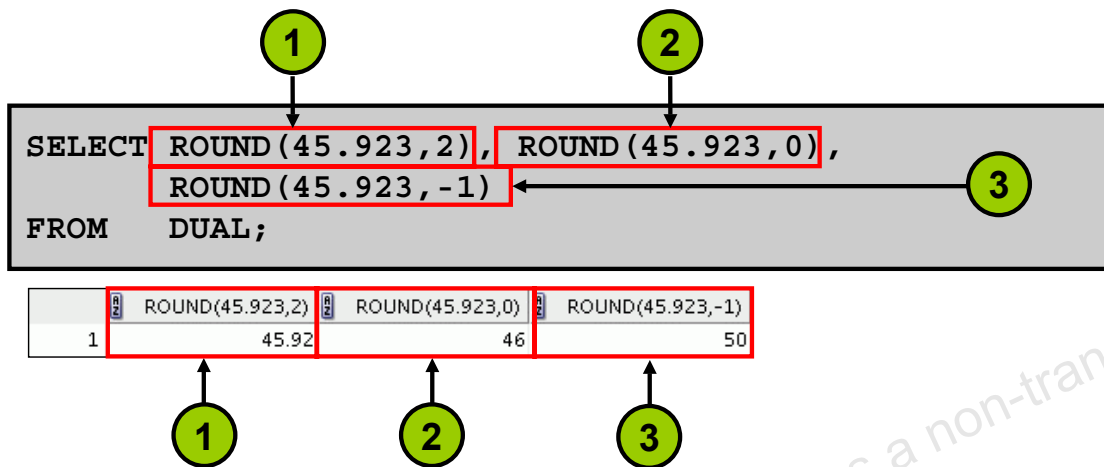 1 2
SELECT ROUND(45.923,2), ROUND(45.923,0),
ROUND(45.923,-1) 3
FROM DUAL;
ROUND(45.923,2) ROUND(45.923,0) ROUND(45.923,-1)
1 45.92 46 50
1 2 3
s a non-tran